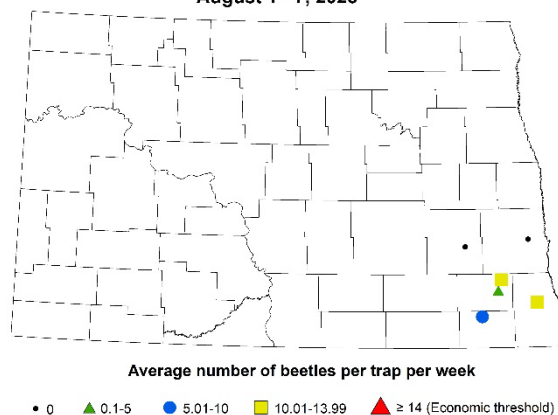 August
Average number of beetles per trap per week
0 0.1-5 5.01-10 10.01-13.99 ≥ 14 (Economic threshold)